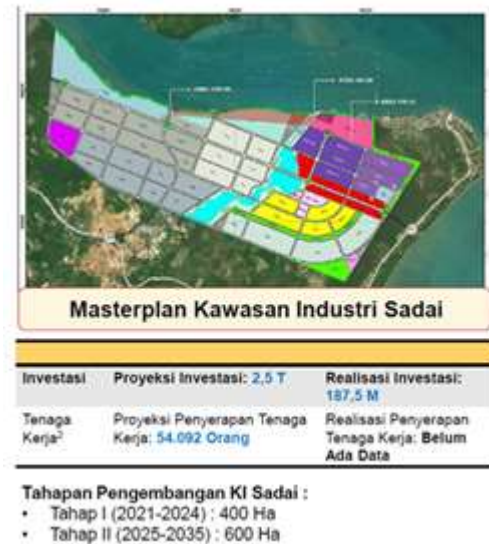 Masterplan Kawasan Industri Sadai
Investasi
Proyeksi Investasi: 2,5 T
Realisasi Investasi:
187,5 M
Tenaga
Kerja²
Proyeksi Penyerapan Tenaga
Kerja: 54.092 Orang
Realisasi Penyerapan
Tenaga Kerja: Belum
Ada Data
Tahapan Pengembangan KI Sadai :
• Tahap I (2021-2024) : 400 Ha
• Tahap II (2025-2035) : 600 Ha